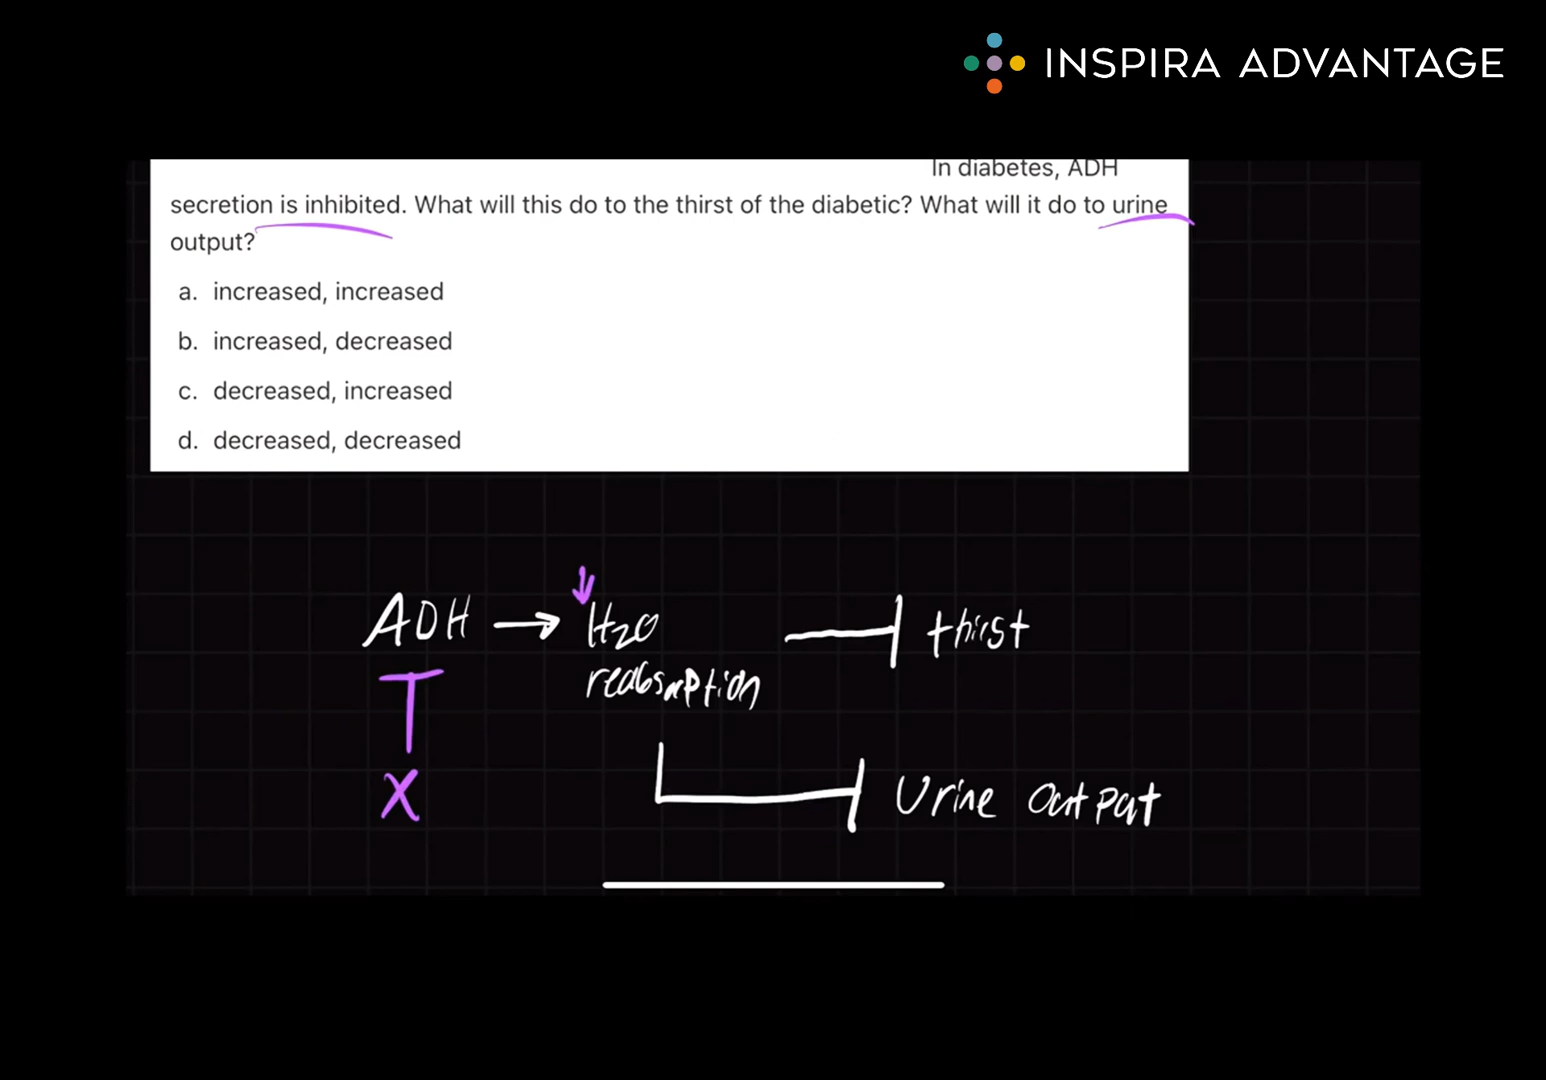 INSPIRA ADVANTAGE
In diabetes, ADH
secretion is inhibited. What will this do to the thirst of the diabetic? What will it do to urine
output?
a. increased, increased
b. increased, decreased
c. decreased, increased
d. decreased, decreased
ADH → ↓ H2O ⊣ thirst
reabsorption
T
X
Urine output